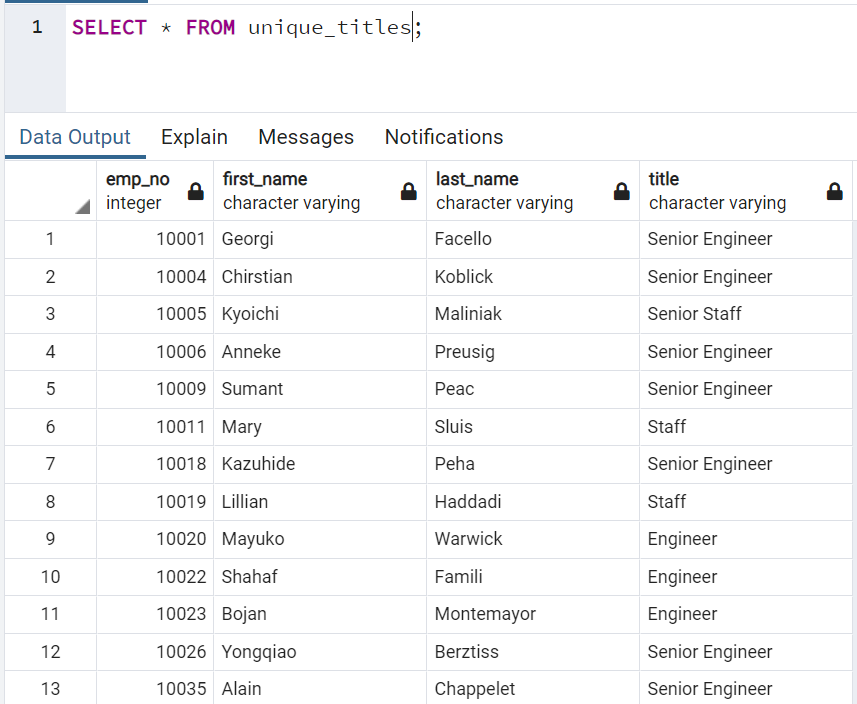 1 SELECT * FROM unique_titles;
Data Output Explain Messages Notifications
emp_no first_name last_name title
integer character varying character varying character varying
1 10001 Georgi Facello Senior Engineer
2 10004 Chirstian Koblick Senior Engineer
3 10005 Kyoichi Maliniak Senior Staff
4 10006 Anneke Preusig Senior Engineer
5 10009 Sumant Peac Senior Engineer
6 10011 Mary Sluis Staff
7 10018 Kazuhide Peha Senior Engineer
8 10019 Lillian Haddadi Staff
9 10020 Mayuko Warwick Engineer
10 10022 Shahaf Famili Engineer
11 10023 Bojan Montemayor Engineer
12 10026 Yongqiao Berztiss Senior Engineer
13 10035 Alain Chappelet Senior Engineer